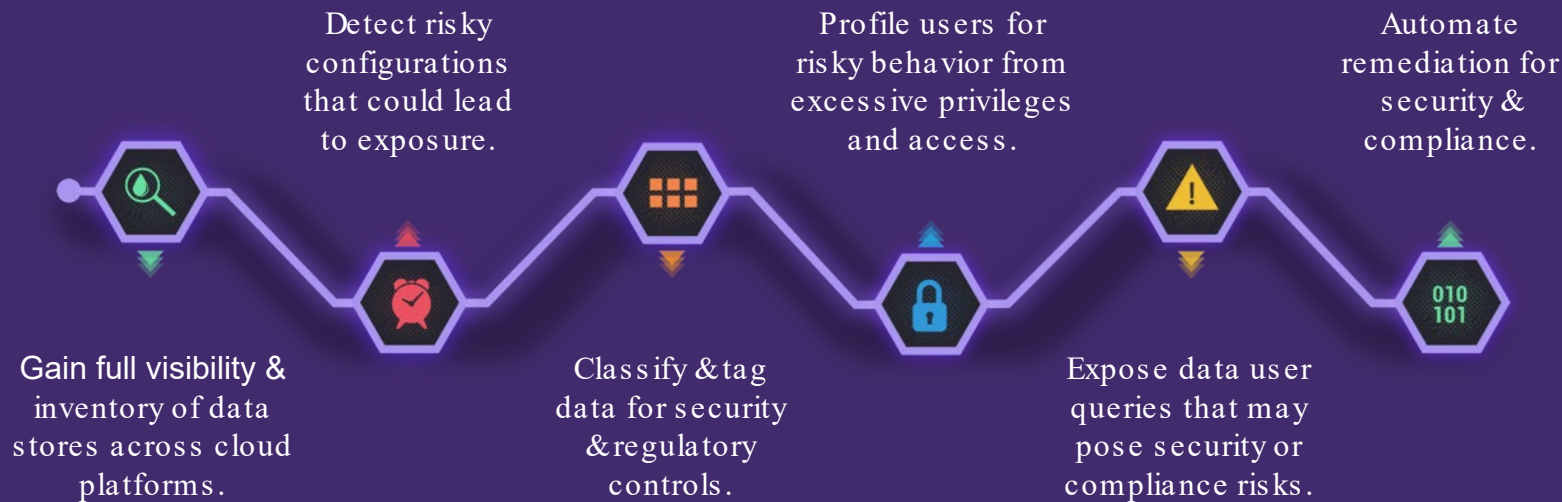 Gain full visibility &
inventory of data
stores across cloud
platforms.
Detect risky
configurations
that could lead
to exposure.
Classify & tag
data for security
& regulatory
controls.
Profile users for
risky behavior from
excessive privileges
and access.
Expose data user
queries that may
pose security or
compliance risks.
Automate
remediation for
security &
compliance.
!
010
101